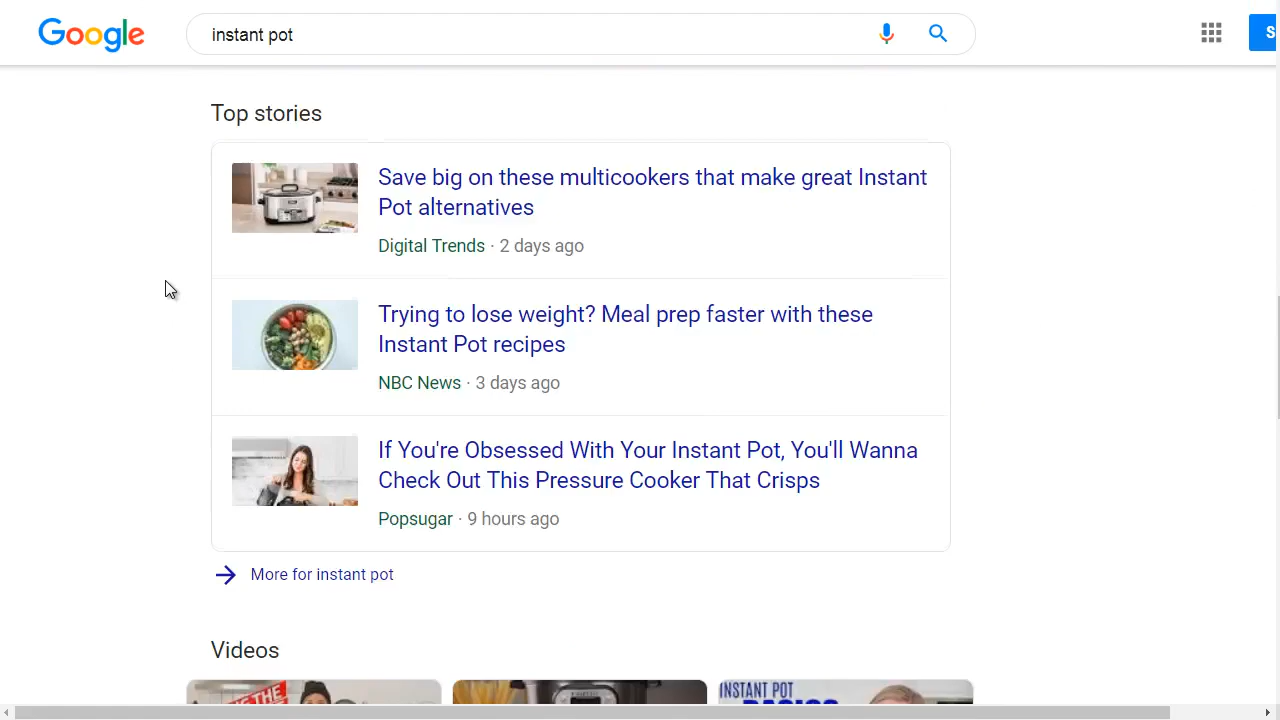 Google
instant pot
S
Top stories
Save big on these multicookers that make great Instant
Pot alternatives
Digital Trends · 2 days ago
Trying to lose weight? Meal prep faster with these
Instant Pot recipes
NBC News · 3 days ago
If You're Obsessed With Your Instant Pot, You'll Wanna
Check Out This Pressure Cooker That Crisps
Popsugar · 9 hours ago
More for instant pot
Videos
THE
INSTANT POT
BASICS